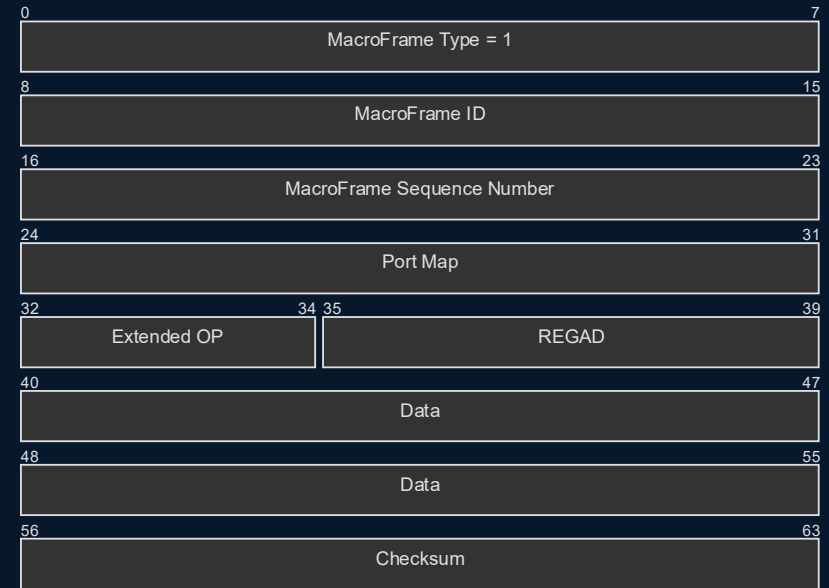 0 7
MacroFrame Type = 1
8 15
MacroFrame ID
16 23
MacroFrame Sequence Number
24 31
Port Map
32 34 35 39
Extended OP REGAD
40 47
Data
48 55
Data
56 63
Checksum